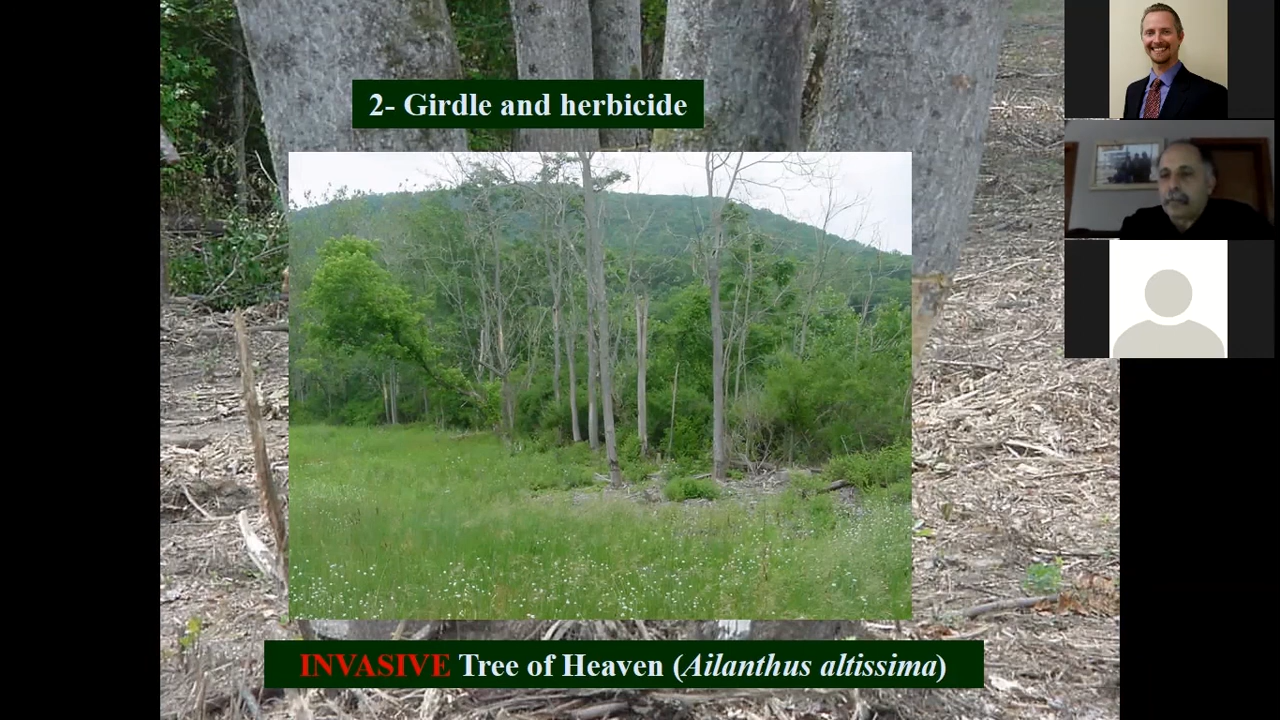 2- Girdle and herbicide
INVASIVE Tree of Heaven (Ailanthus altissima)